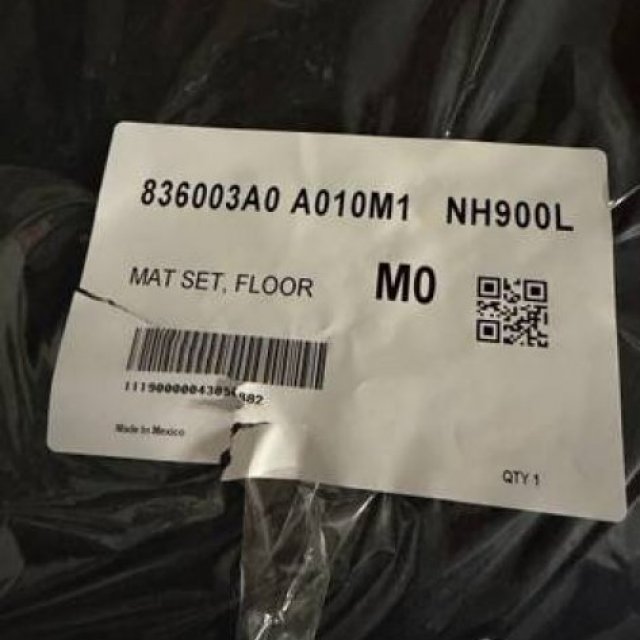 836003A0 A010M1 NH900L
MAT SET, FLOOR M0
Made In Mexico
QTY 1